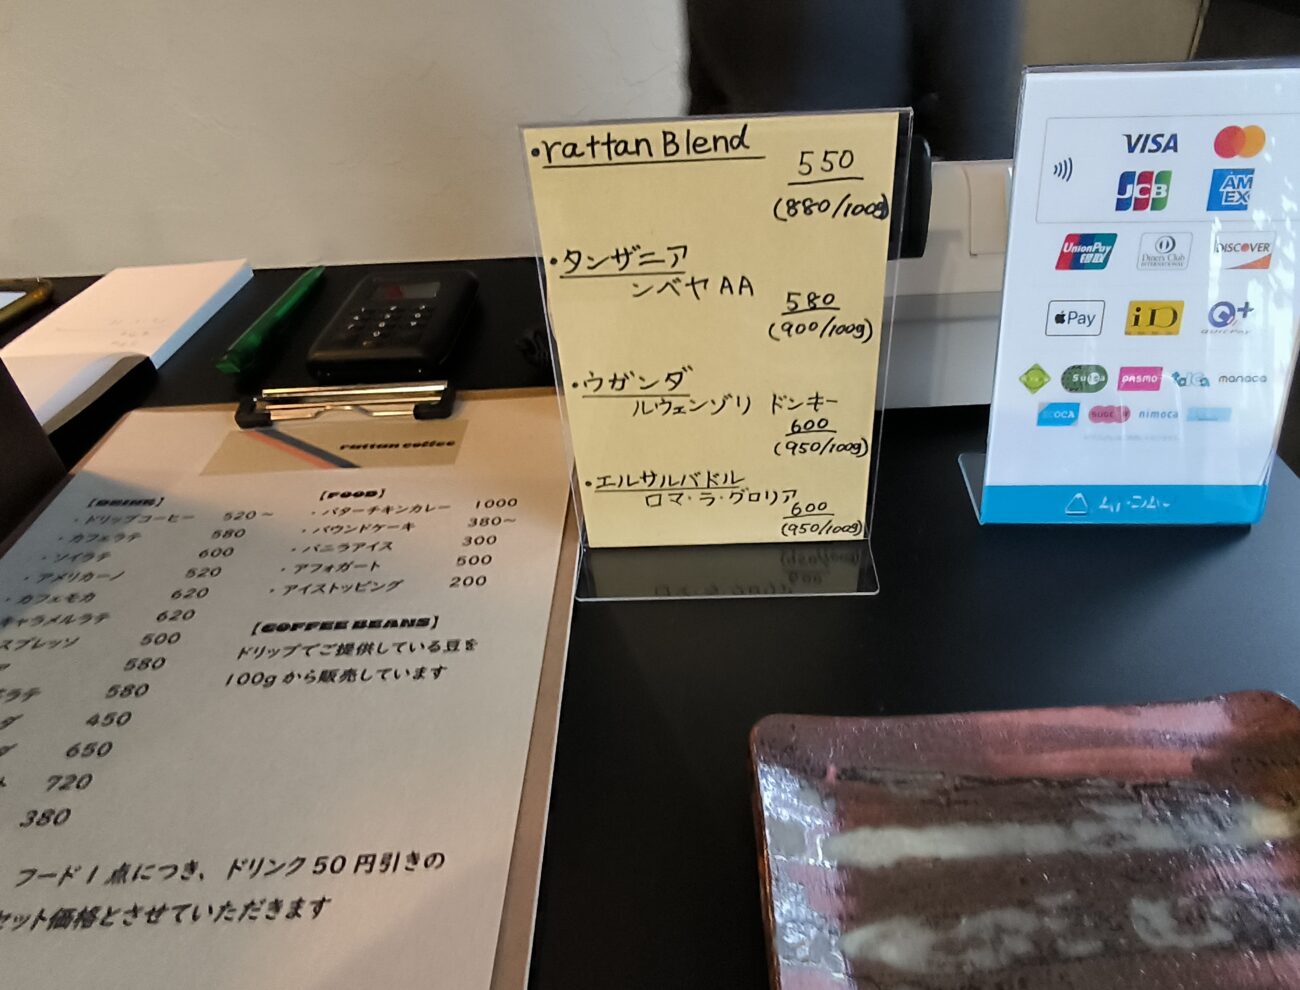 ・rattan Blend
550
(880/100g)
・タンザニア
ンベヤAA
580
(900/100g)
・ウガンダ
ルウェンゾリ ドンキー
600
(950/100g)
・エルサルバドル
ロマ・ラ・グロリア
600
(950/100g)
VISA
JCB
AMEX
UnionPay
銀联
Diners Club
INTERNATIONAL
DISCOVER
Pay
iD
QUICPay
Suica
PASMO
manaca
nimoca
rattan coffee
【DRINK】
・ドリップコーヒー 520～
・カフェラテ 580
・ソイラテ 600
・アメリカーノ 520
・カフェモカ 620
キャラメルラテ 620
スプレッソ 500
580
ラテ 580
ダ 450
650
720
380
【FOOD】
・バターチキンカレー 1000
・パウンドケーキ 380～
・バニラアイス 300
・アフォガート 500
・アイストッピング 200
【COFFEE BEANS】
ドリップでご提供している豆を
100gから販売しています
フード1点につき、ドリンク50円引きの
セット価格とさせていただきます